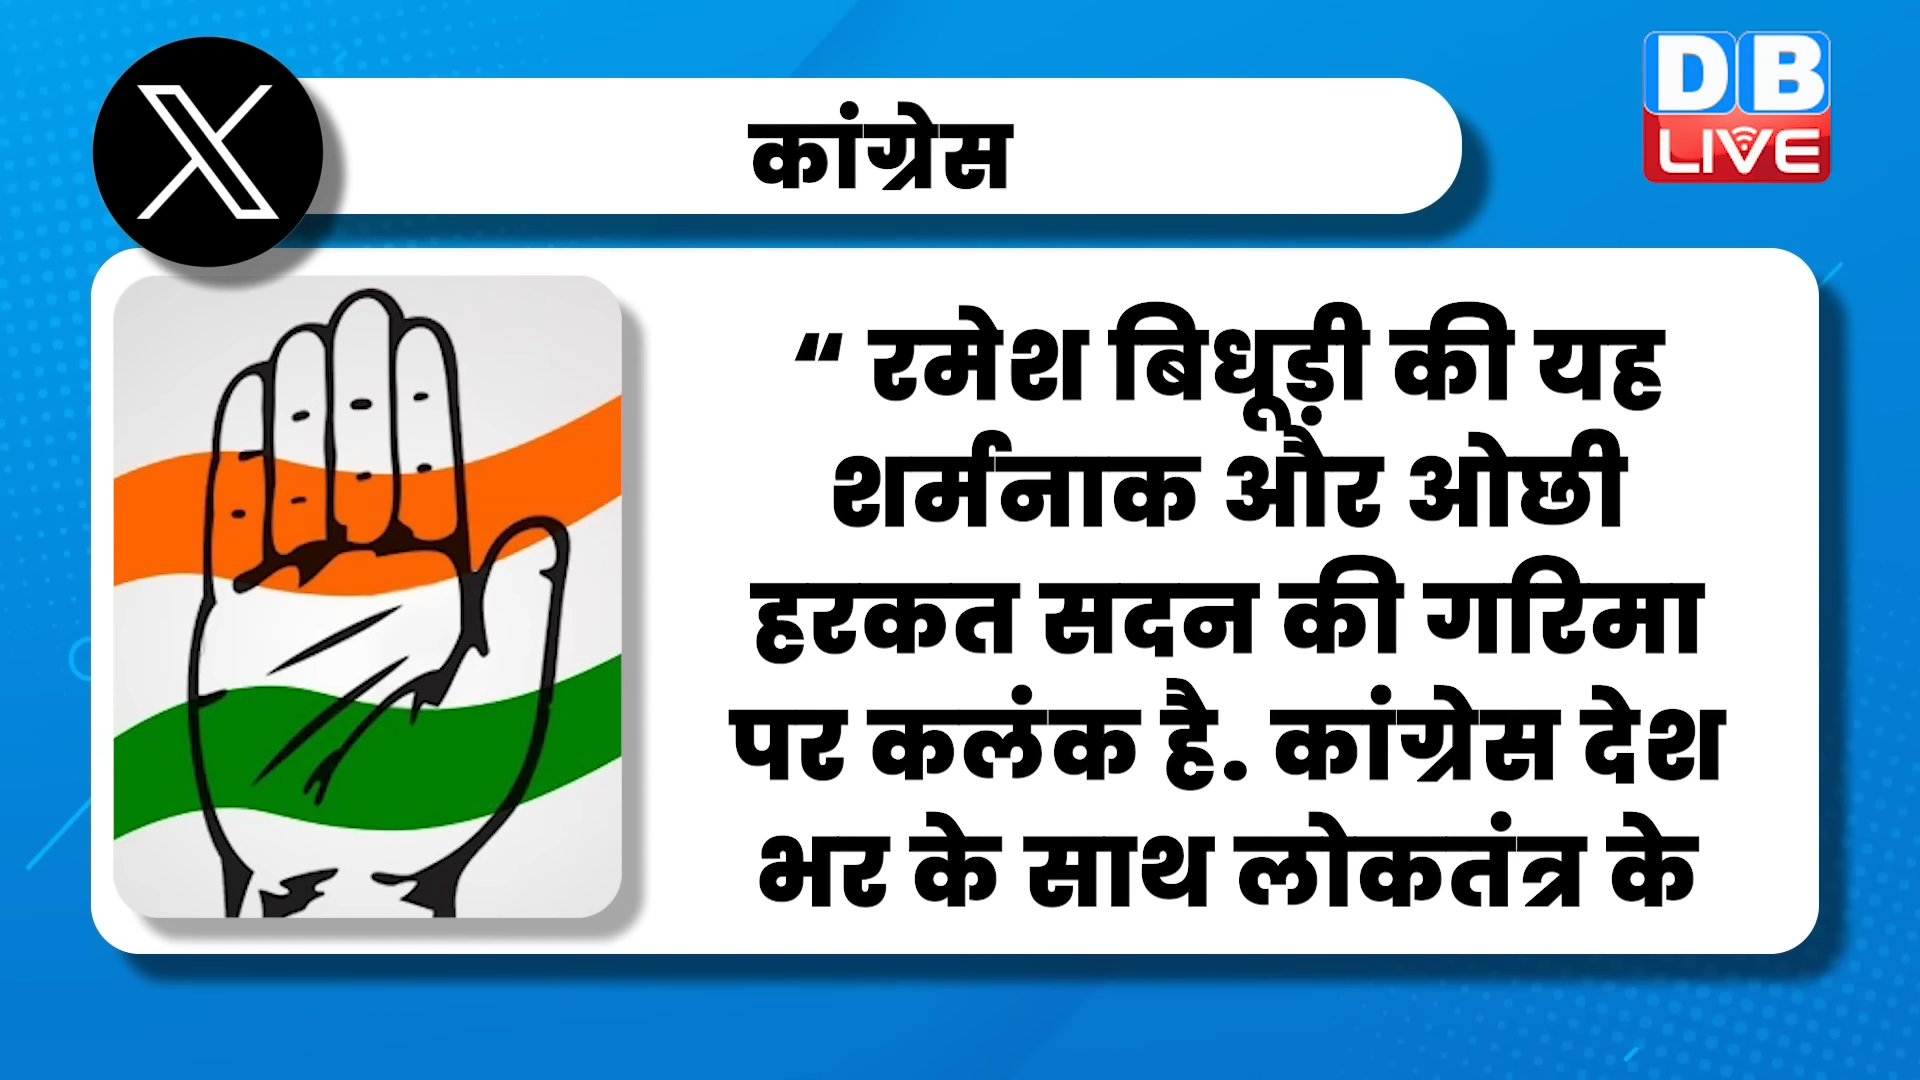 कांग्रेस
DB
LIVE
“ रमेश बिधूड़ी की यह
शर्मनाक और ओछी
हरकत सदन की गरिमा
पर कलंक है. कांग्रेस देश
भर के साथ लोकतंत्र के